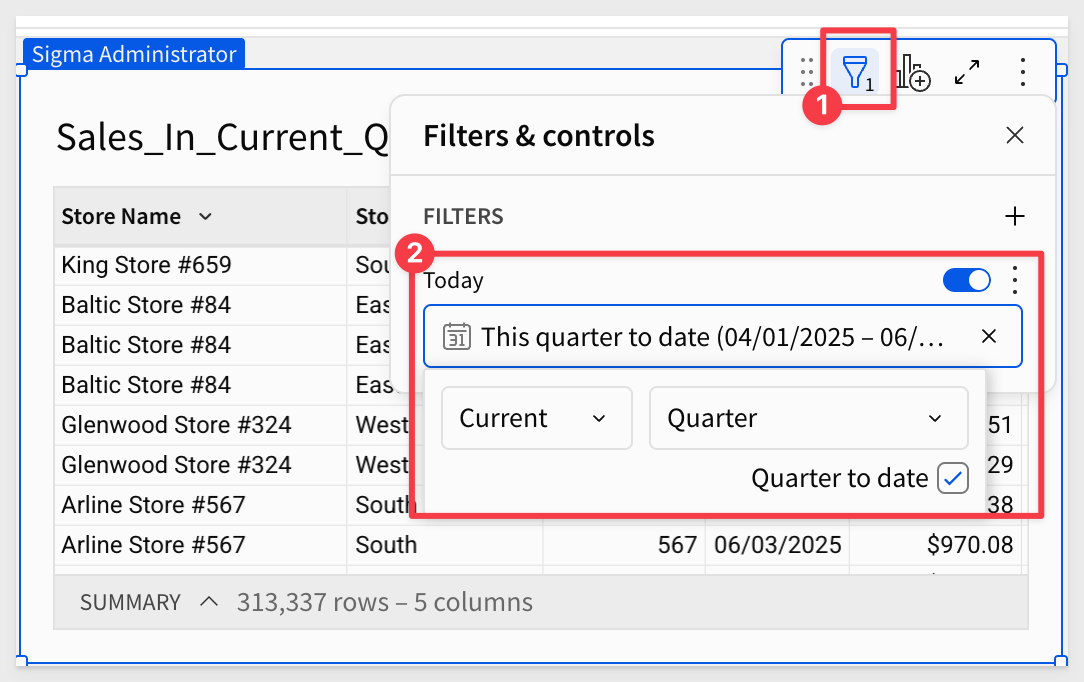 Sigma Administrator
1
1
Sales_In_Current_Q
Filters & controls
Store Name
Sto
FILTERS
2
King Store #659
Sou
Today
Baltic Store #84
Eas
31 This quarter to date (04/01/2025 – 06/…
Baltic Store #84
Eas
Baltic Store #84
Eas
Current
Quarter
Glenwood Store #324
West
51
Glenwood Store #324
West
29
Quarter to date
Arline Store #567
South
38
Arline Store #567
South
567
06/03/2025
$970.08
SUMMARY
313,337 rows – 5 columns